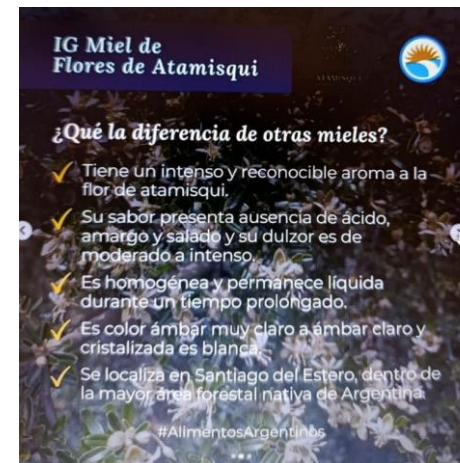 IG Miel de
Flores de Atamisqui
ATAMISQUI
¿Qué la diferencia de otras mieles?
Tiene un intenso y reconocible aroma a la
flor de atamisqui.
Su sabor presenta ausencia de ácido,
amargo y salado y su dulzor es de
moderado a intenso.
Es homogénea y permanece líquida
durante un tiempo prolongado.
Es color ámbar muy claro a ámbar claro y
cristalizada es blanca.
Se localiza en Santiago del Estero, dentro de
la mayor área forestal nativa de Argentina.
#AlimentosArgentinos